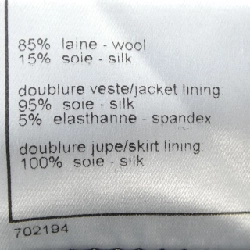 85% laine - wool
15% soie - silk
doublure veste/jacket lining
95% soie - silk
5% elasthanne - spandex
doublure jupe/skirt lining
100% soie - silk
702194